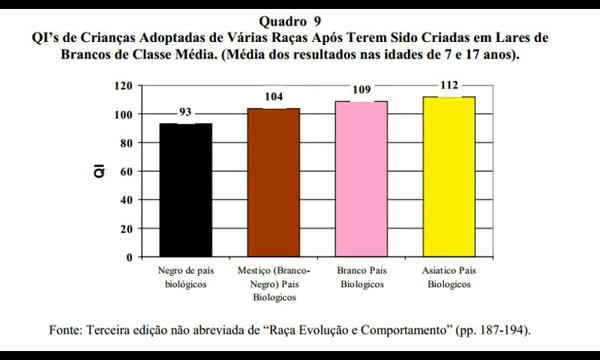 Quadro 9
QI's de Crianças Adoptadas de Várias Raças Após Terem Sido Criadas em Lares de
Brancos de Classe Média. (Média dos resultados nas idades de 7 e 17 anos).
120
100
80
60
40
20
0
QI
93
104
109
112
Negro de país
biológicos
Mestiço (Branco-
Negro) Pais
Biologicos
Branco Pais
Biologicos
Asiatico Pais
Biologicos
Fonte: Terceira edição não abreviada de “Raça Evolução e Comportamento” (pp. 187-194).